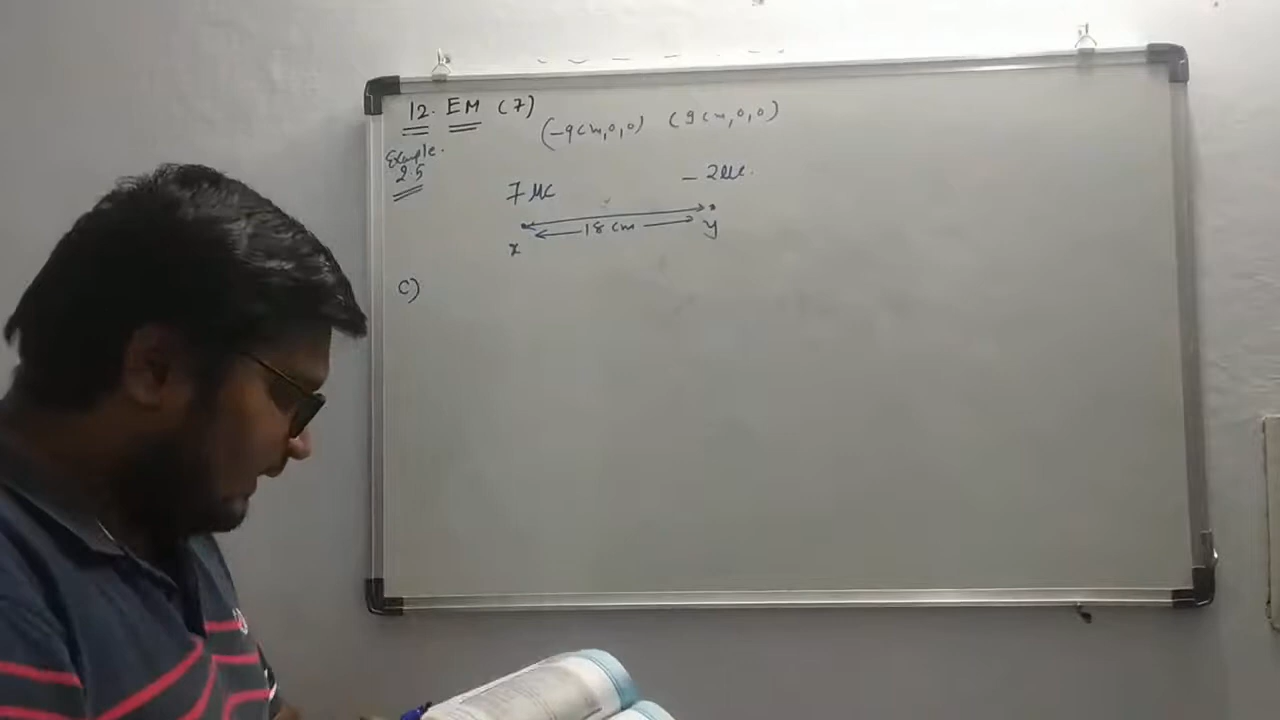 12. EM (7)
(-9cm,0,0) (9cm,0,0)
Example.
2.5
7 μC
- 2μC.
18 cm
x
y
C)